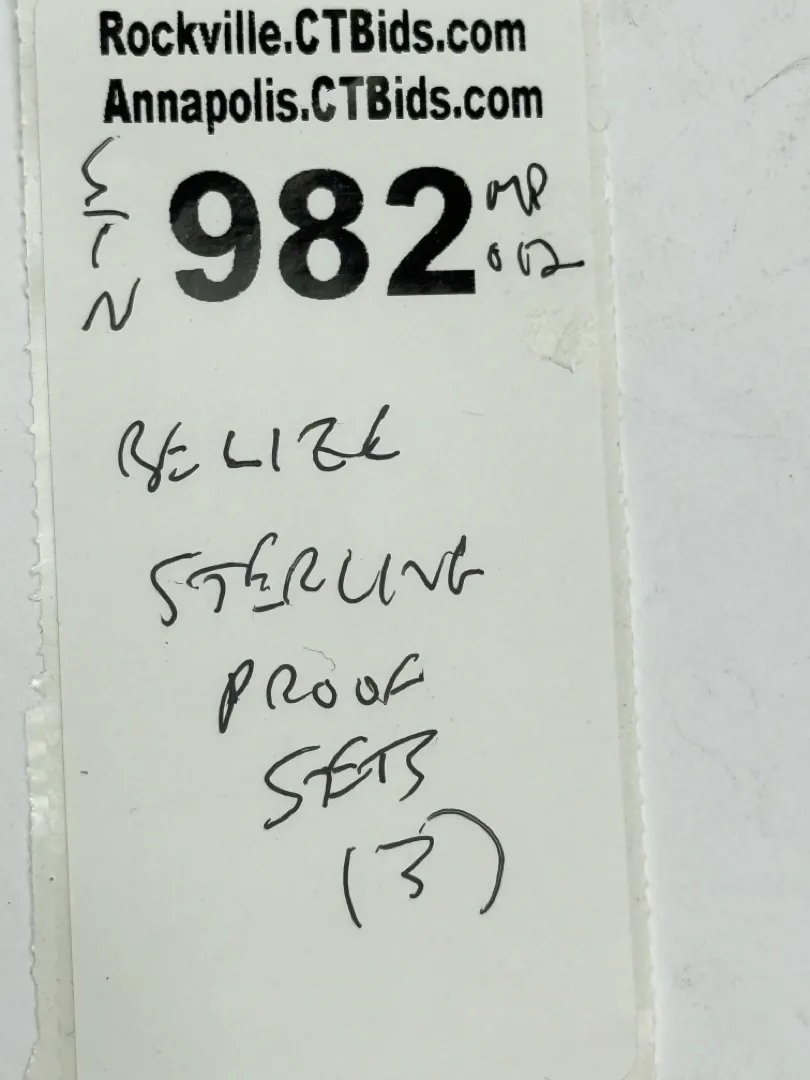 Rockville.CTBids.com
Annapolis.CTBids.com
982
BELIZE
STERLING
PROOF
SETS
(3)